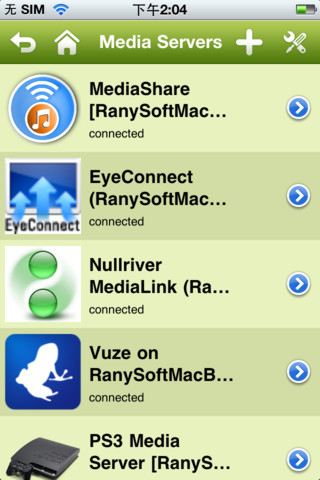 无 SIM 下午2:04
Media Servers
MediaShare
[RanySoftMac...
connected
EyeConnect
EyeConnect
(RanySoftMac...
connected
Nullriver
MediaLink (Ra...
connected
Vuze on
RanySoftMacB...
connected
PS3 Media
Server [RanyS...